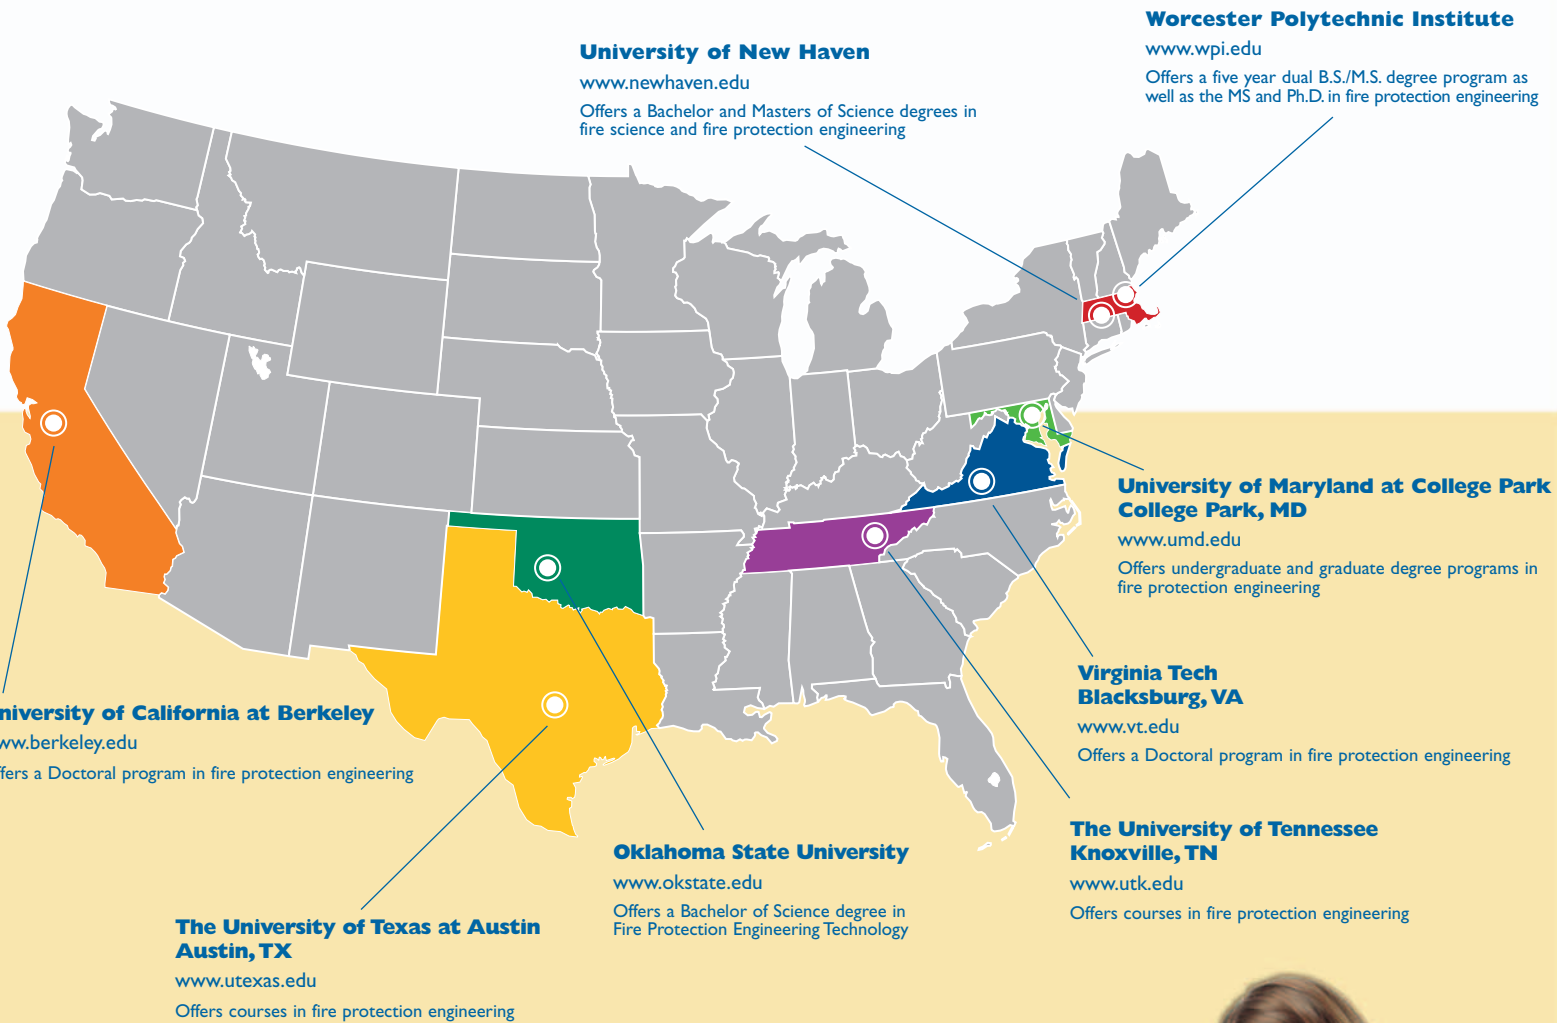 Worcester Polytechnic Institute
www.wpi.edu
Offers a five year dual B.S./M.S. degree program as
well as the MS and Ph.D. in fire protection engineering
University of New Haven
www.newhaven.edu
Offers a Bachelor and Masters of Science degrees in
fire science and fire protection engineering
University of Maryland at College Park
College Park, MD
www.umd.edu
Offers undergraduate and graduate degree programs in
fire protection engineering
Virginia Tech
Blacksburg, VA
www.vt.edu
Offers a Doctoral program in fire protection engineering
niversity of California at Berkeley
ww.berkeley.edu
ffers a Doctoral program in fire protection engineering
The University of Tennessee
Knoxville, TN
www.utk.edu
Offers courses in fire protection engineering
Oklahoma State University
www.okstate.edu
Offers a Bachelor of Science degree in
Fire Protection Engineering Technology
The University of Texas at Austin
Austin, TX
www.utexas.edu
Offers courses in fire protection engineering